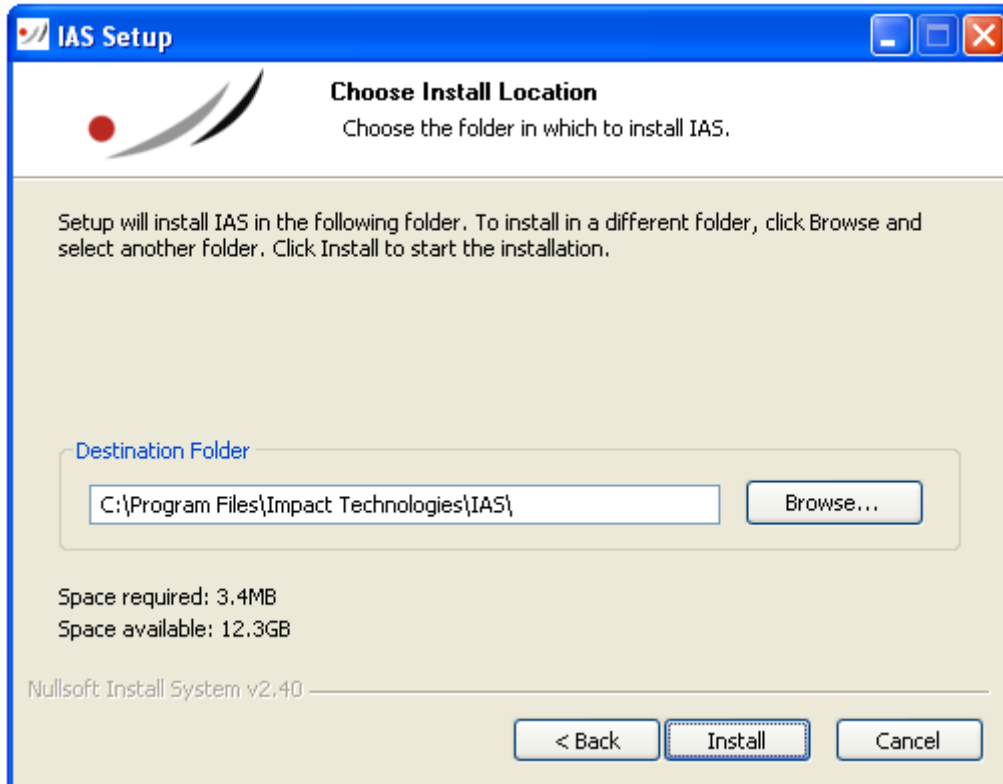 IAS Setup
Choose Install Location
Choose the folder in which to install IAS.
Setup will install IAS in the following folder. To install in a different folder, click Browse and
select another folder. Click Install to start the installation.
Destination Folder
C:\Program Files\Impact Technologies\IAS\
Browse...
Space required: 3.4MB
Space available: 12.3GB
Nullsoft Install System v2.40
< Back
Install
Cancel